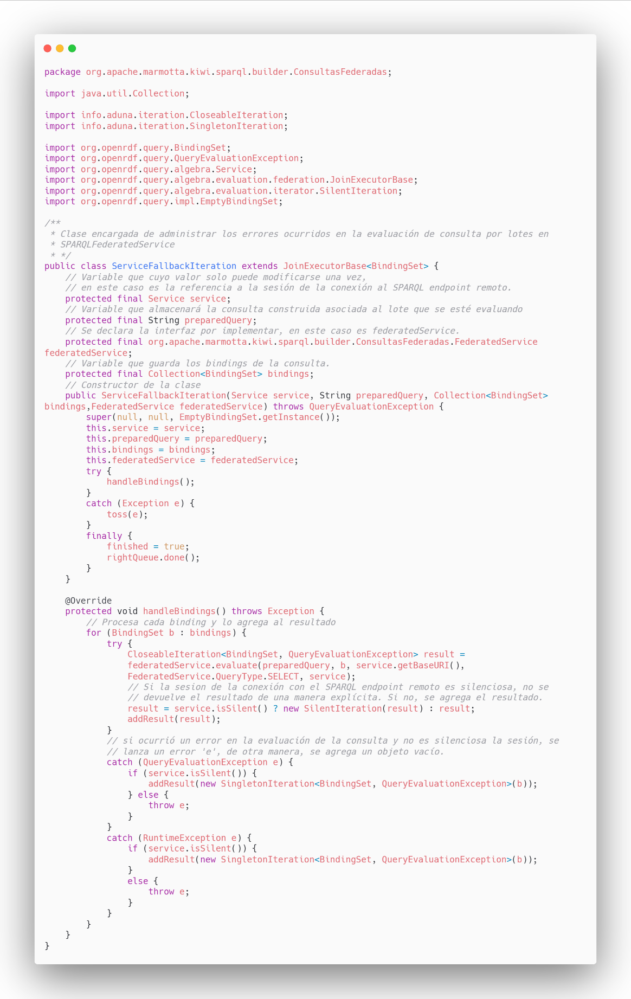 package org.apache.marmotta.kiwi.sparql.builder.ConsultasFederadas;
import java.util.Collection;
import info.aduna.iteration.CloseableIteration;
import info.aduna.iteration.SingletonIteration;
import org.openrdf.query.BindingSet;
import org.openrdf.query.QueryEvaluationException;
import org.openrdf.query.algebra.Service;
import org.openrdf.query.algebra.evaluation.federation.JoinExecutorBase;
import org.openrdf.query.algebra.evaluation.iterator.SilentIteration;
import org.openrdf.query.impl.EmptyBindingSet;
/**
 * Clase encargada de administrar los errores ocurridos en la evaluación de consulta por lotes en
 * SPARQLFederatedService
 * */
public class ServiceFallbackIteration extends JoinExecutorBase<BindingSet> {
    // Variable que cuyo valor solo puede modificarse una vez,
    // en este caso es la referencia a la sesión de la conexión al SPARQL endpoint remoto.
    protected final Service service;
    // Variable que almacenará la consulta construida asociada al lote que se esté evaluando
    protected final String preparedQuery;
    // Se declara la interfaz por implementar, en este caso es federatedService.
    protected final org.apache.marmotta.kiwi.sparql.builder.ConsultasFederadas.FederatedService
federatedService;
    // Variable que guarda los bindings de la consulta.
    protected final Collection<BindingSet> bindings;
    // Constructor de la clase
    public ServiceFallbackIteration(Service service, String preparedQuery, Collection<BindingSet>
bindings,FederatedService federatedService) throws QueryEvaluationException {
        super(null, null, EmptyBindingSet.getInstance());
        this.service = service;
        this.preparedQuery = preparedQuery;
        this.bindings = bindings;
        this.federatedService = federatedService;
        try {
            handleBindings();
        }
        catch (Exception e) {
            toss(e);
        }
        finally {
            finished = true;
            rightQueue.done();
        }
    }
    @Override
    protected void handleBindings() throws Exception {
        // Procesa cada binding y lo agrega al resultado
        for (BindingSet b : bindings) {
            try {
                CloseableIteration<BindingSet, QueryEvaluationException> result =
                federatedService.evaluate(preparedQuery, b, service.getBaseURI(),
                FederatedService.QueryType.SELECT, service);
                // Si la sesion de la conexión con el SPARQL endpoint remoto es silenciosa, no se
                // devuelve el resultado de una manera explícita. Si no, se agrega el resultado.
                result = service.isSilent() ? new SilentIteration(result) : result;
                addResult(result);
            }
            // si ocurrió un error en la evaluación de la consulta y no es silenciosa la sesión, se
            // lanza un error 'e', de otra manera, se agrega un objeto vacío.
            catch (QueryEvaluationException e) {
                if (service.isSilent()) {
                    addResult(new SingletonIteration<BindingSet, QueryEvaluationException>(b));
                } else {
                    throw e;
                }
            }
            catch (RuntimeException e) {
                if (service.isSilent()) {
                    addResult(new SingletonIteration<BindingSet, QueryEvaluationException>(b));
                }
                else {
                    throw e;
                }
            }
        }
    }
}